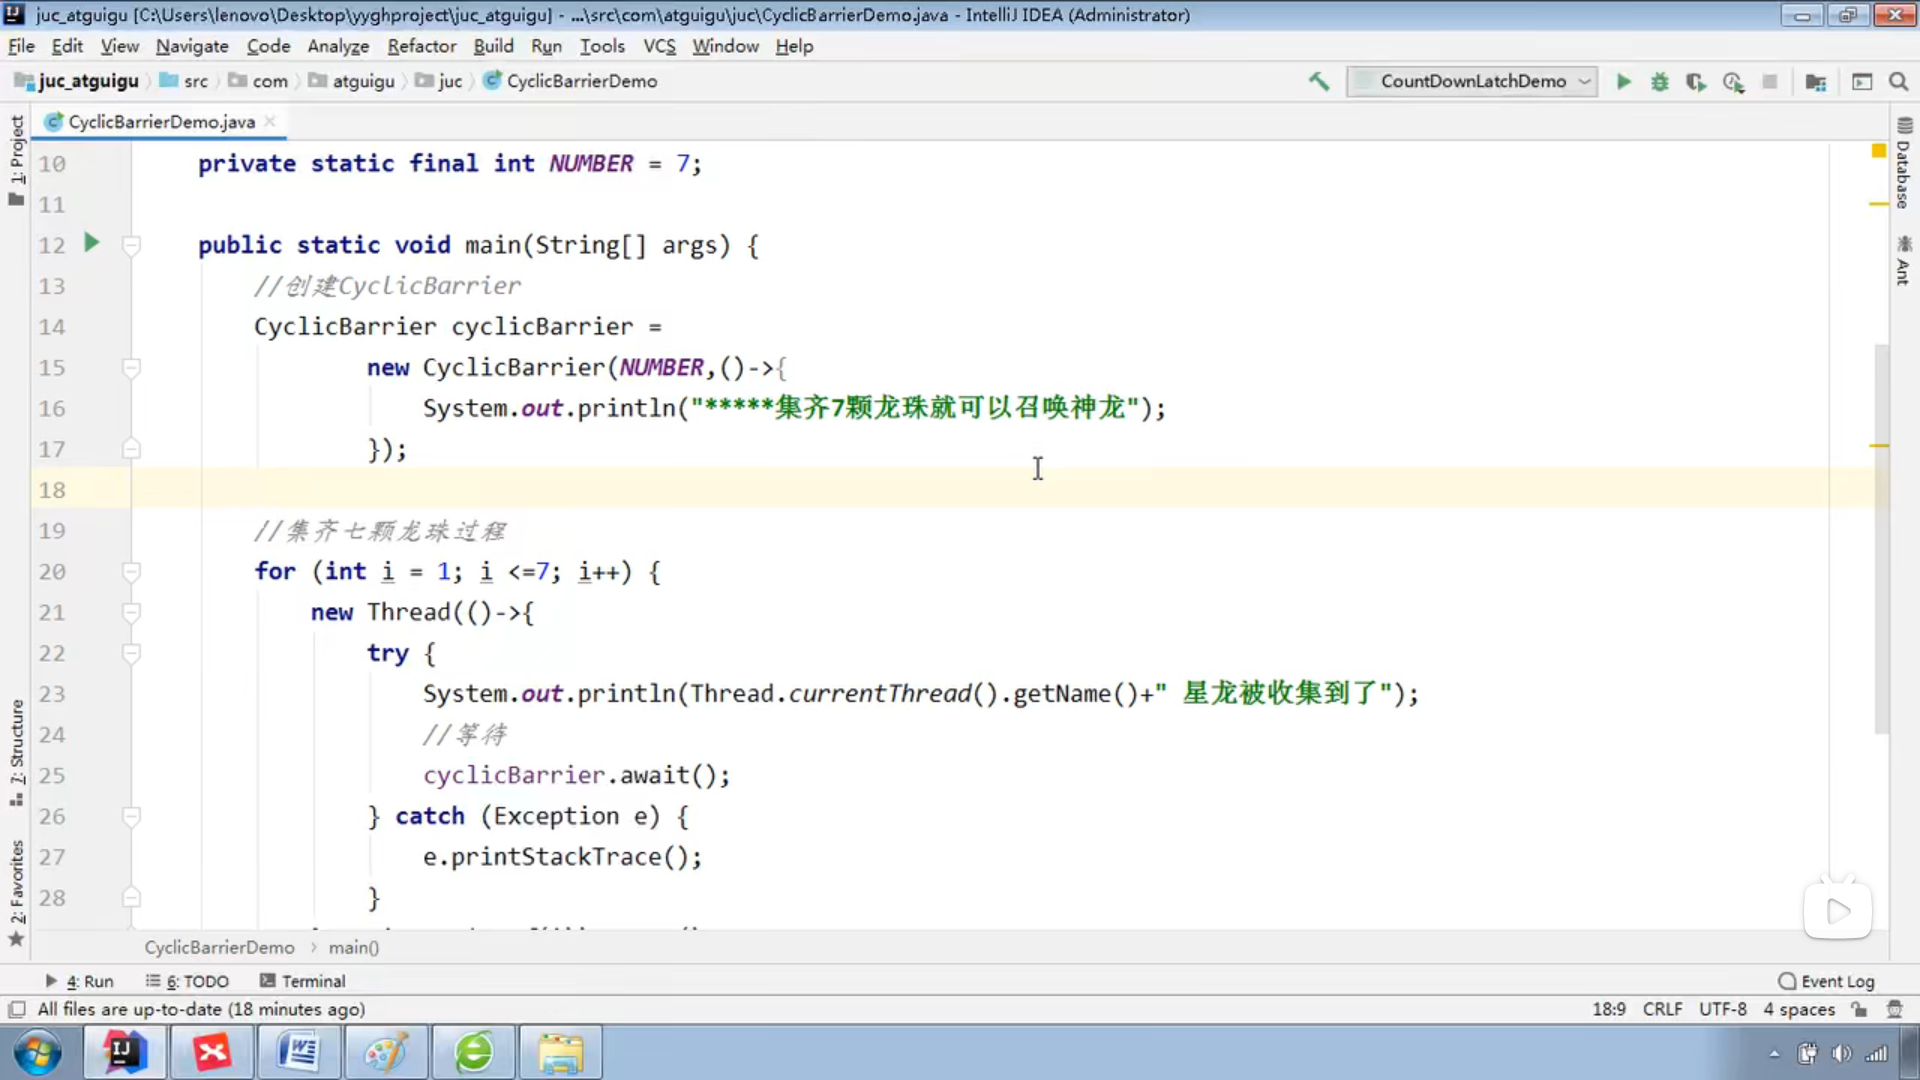 juc_atguigu [C:\Users\lenovo\Desktop\yyghproject\juc_atguigu] - ...\src\com\atguigu\juc\CyclicBarrierDemo.java - IntelliJ IDEA (Administrator)
File Edit View Navigate Code Analyze Refactor Build Run Tools VCS Window Help
juc_atguigu src com atguigu juc CyclicBarrierDemo CountDownLatchDemo
CyclicBarrierDemo.java
1: Project
7: Structure
2: Favorites
Database
Ant
10 private static final int NUMBER = 7;
11
12 public static void main(String[] args) {
13 //创建CyclicBarrier
14 CyclicBarrier cyclicBarrier =
15 new CyclicBarrier(NUMBER,()->{
16 System.out.println("*****集齐7颗龙珠就可以召唤神龙");
17 });
18
19 //集齐七颗龙珠过程
20 for (int i = 1; i <=7; i++) {
21 new Thread(()->{
22 try {
23 System.out.println(Thread.currentThread().getName()+" 星龙被收集到了");
24 //等待
25 cyclicBarrier.await();
26 } catch (Exception e) {
27 e.printStackTrace();
28 }
CyclicBarrierDemo > main()
4: Run 6: TODO Terminal Event Log
All files are up-to-date (18 minutes ago) 18:9 CRLF UTF-8 4 spaces